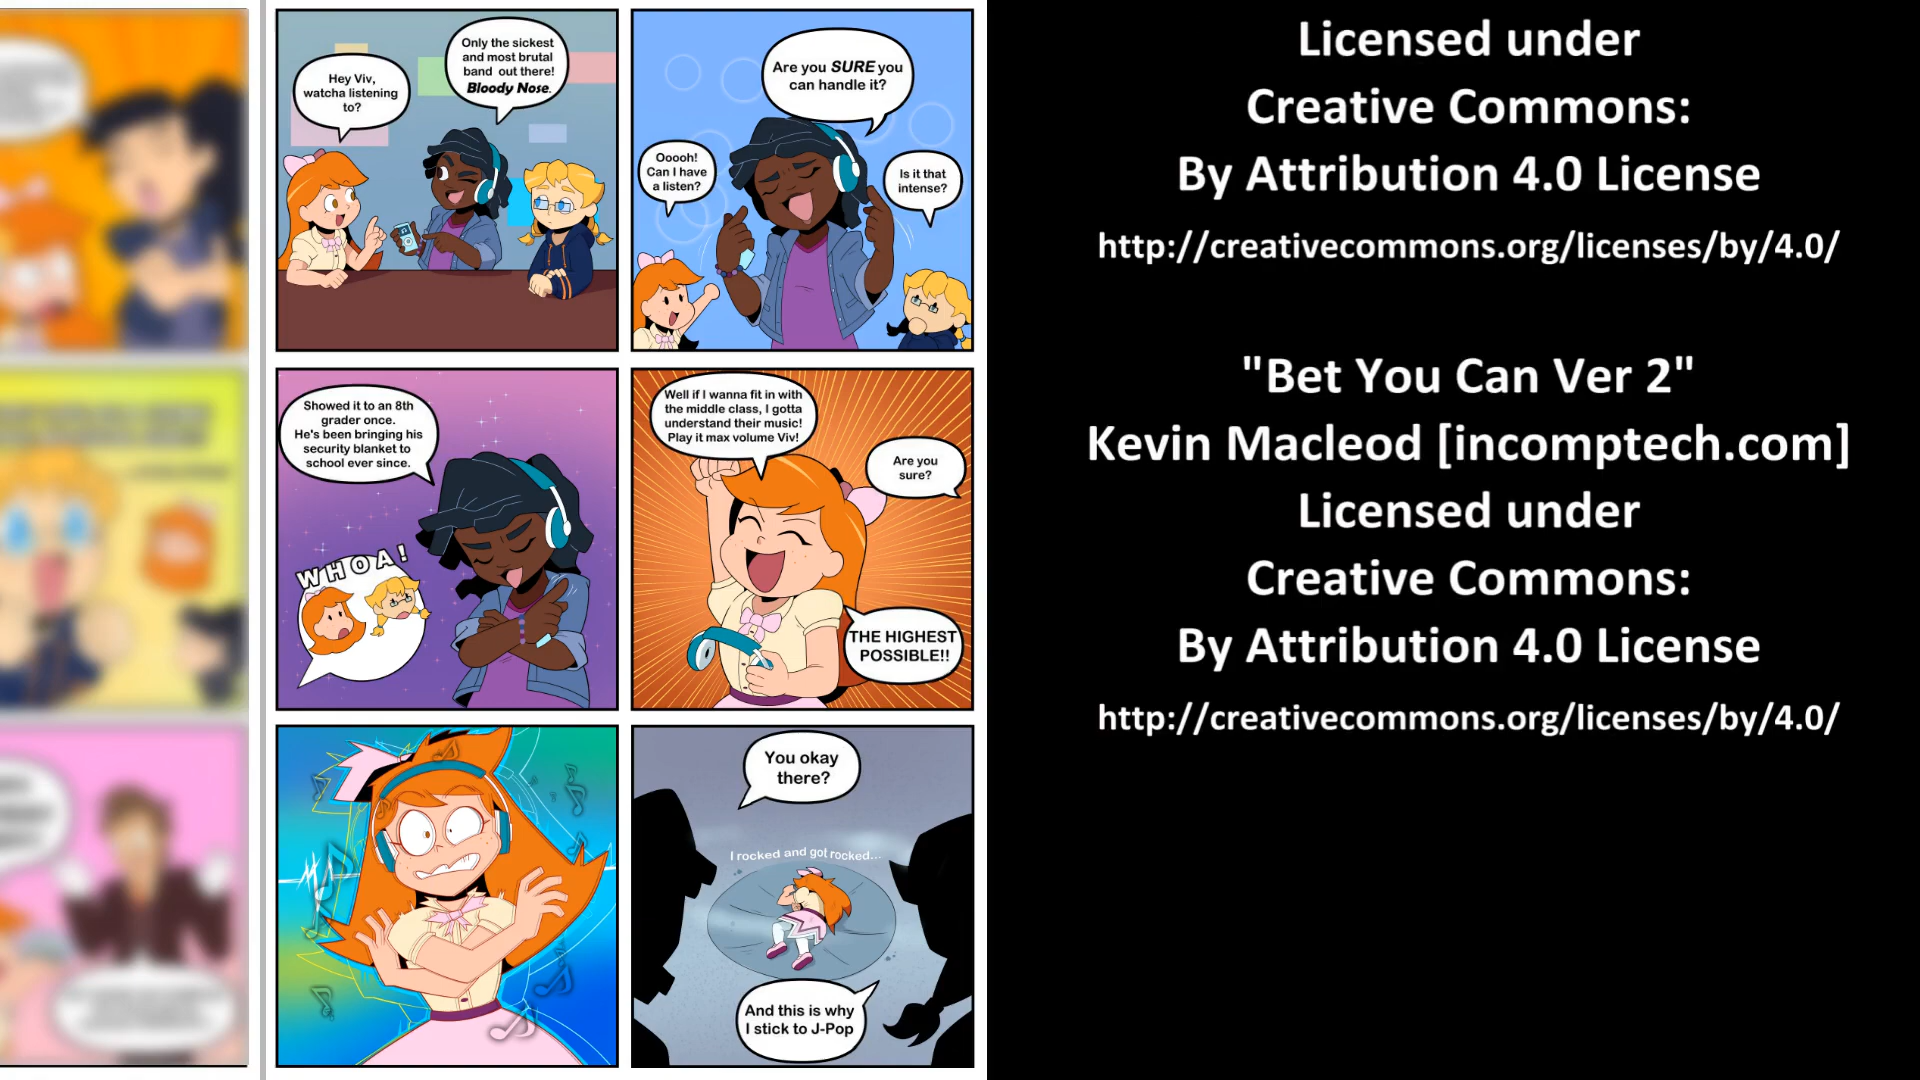 Hey Viv,
watcha listening
to?
Only the sickest
and most brutal
band out there!
Bloody Nose.
Ooooh!
Can I have
a listen?
Are you SURE you
can handle it?
Is it that
intense?
Showed it to an 8th
grader once.
He's been bringing his
security blanket to
school ever since.
WHOA!
Well if I wanna fit in with
the middle class, I gotta
understand their music!
Play it max volume Viv!
Are you
sure?
THE HIGHEST
POSSIBLE!!
You okay
there?
I rocked and got rocked...
And this is why
I stick to J-Pop
Licensed under
Creative Commons:
By Attribution 4.0 License
http://creativecommons.org/licenses/by/4.0/
"Bet You Can Ver 2"
Kevin Macleod [incomptech.com]
Licensed under
Creative Commons:
By Attribution 4.0 License
http://creativecommons.org/licenses/by/4.0/